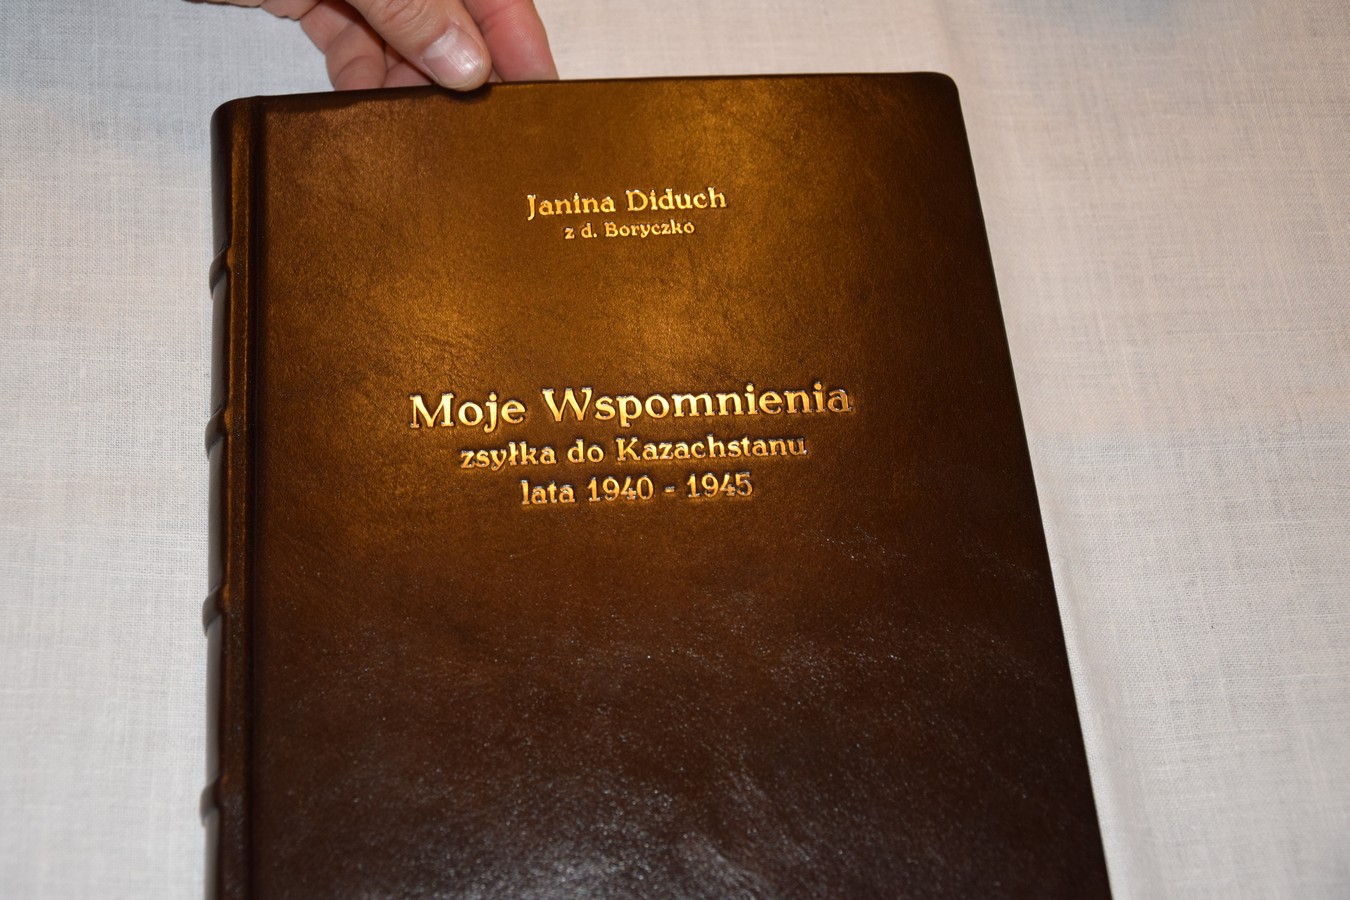 Janina Diduch
z d. Boryczko
Moje Wspomnienia
zsyłka do Kazachstanu
lata 1940 - 1945